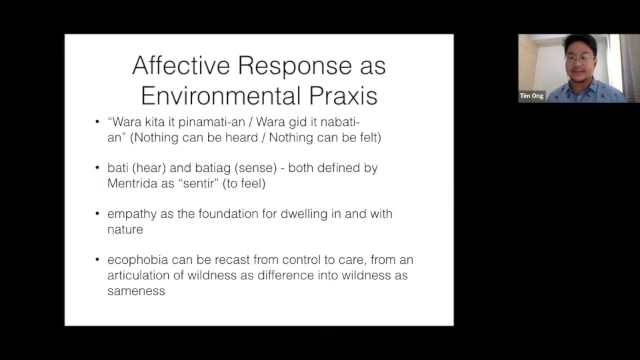 Affective Response as
Environmental Praxis
• “Wara kita it pinamati-an / Wara gid it nabati-
an” (Nothing can be heard / Nothing can be felt)
• bati (hear) and batiag (sense) - both defined by
Mentrida as “sentir” (to feel)
• empathy as the foundation for dwelling in and with
nature
• ecophobia can be recast from control to care, from an
articulation of wildness as difference into wildness as
sameness
Tim Ong